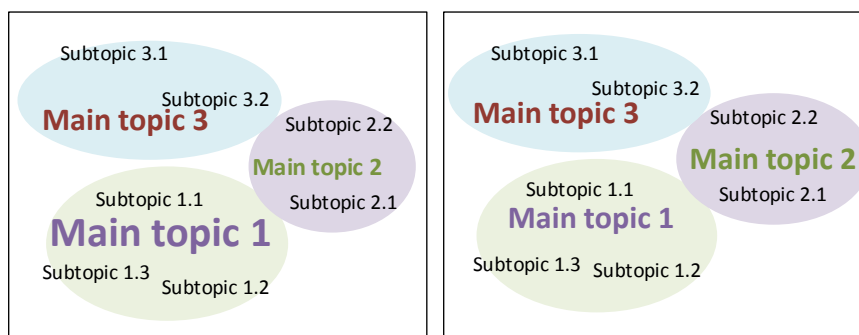 Subtopic 3.1
Subtopic 3.2
Main topic 3
Subtopic 2.2
Main topic 2
Subtopic 2.1
Subtopic 1.1
Main topic 1
Subtopic 1.3
Subtopic 1.2
Subtopic 3.1
Subtopic 3.2
Main topic 3
Subtopic 2.2
Main topic 2
Subtopic 2.1
Subtopic 1.1
Main topic 1
Subtopic 1.3
Subtopic 1.2